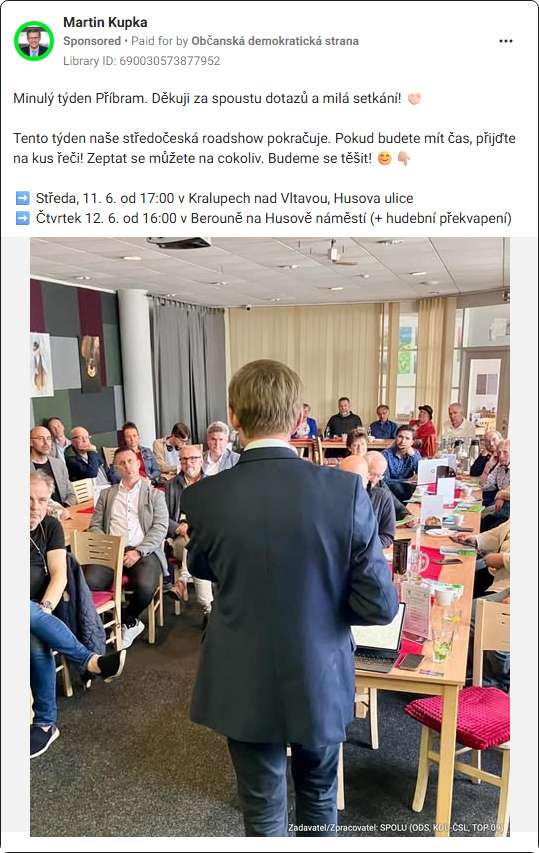 Martin Kupka
Sponsored • Paid for by Občanská demokratická strana
Library ID: 690030573877952
Minulý týden Příbram. Děkuji za spoustu dotazů a milá setkání! 🤝🏻
Tento týden naše středočeská roadshow pokračuje. Pokud budete mít čas, přijďte
na kus řeči! Zeptat se můžete na cokoliv. Budeme se těšit! 😊 👇🏻
➡️ Středa, 11. 6. od 17:00 v Kralupech nad Vltavou, Husova ulice
➡️ Čtvrtek 12. 6. od 16:00 v Berouně na Husově náměstí (+ hudební překvapení)
Zadavatel/Zpracovatel: SPOLU (ODS, KDU-ČSL, TOP 09)